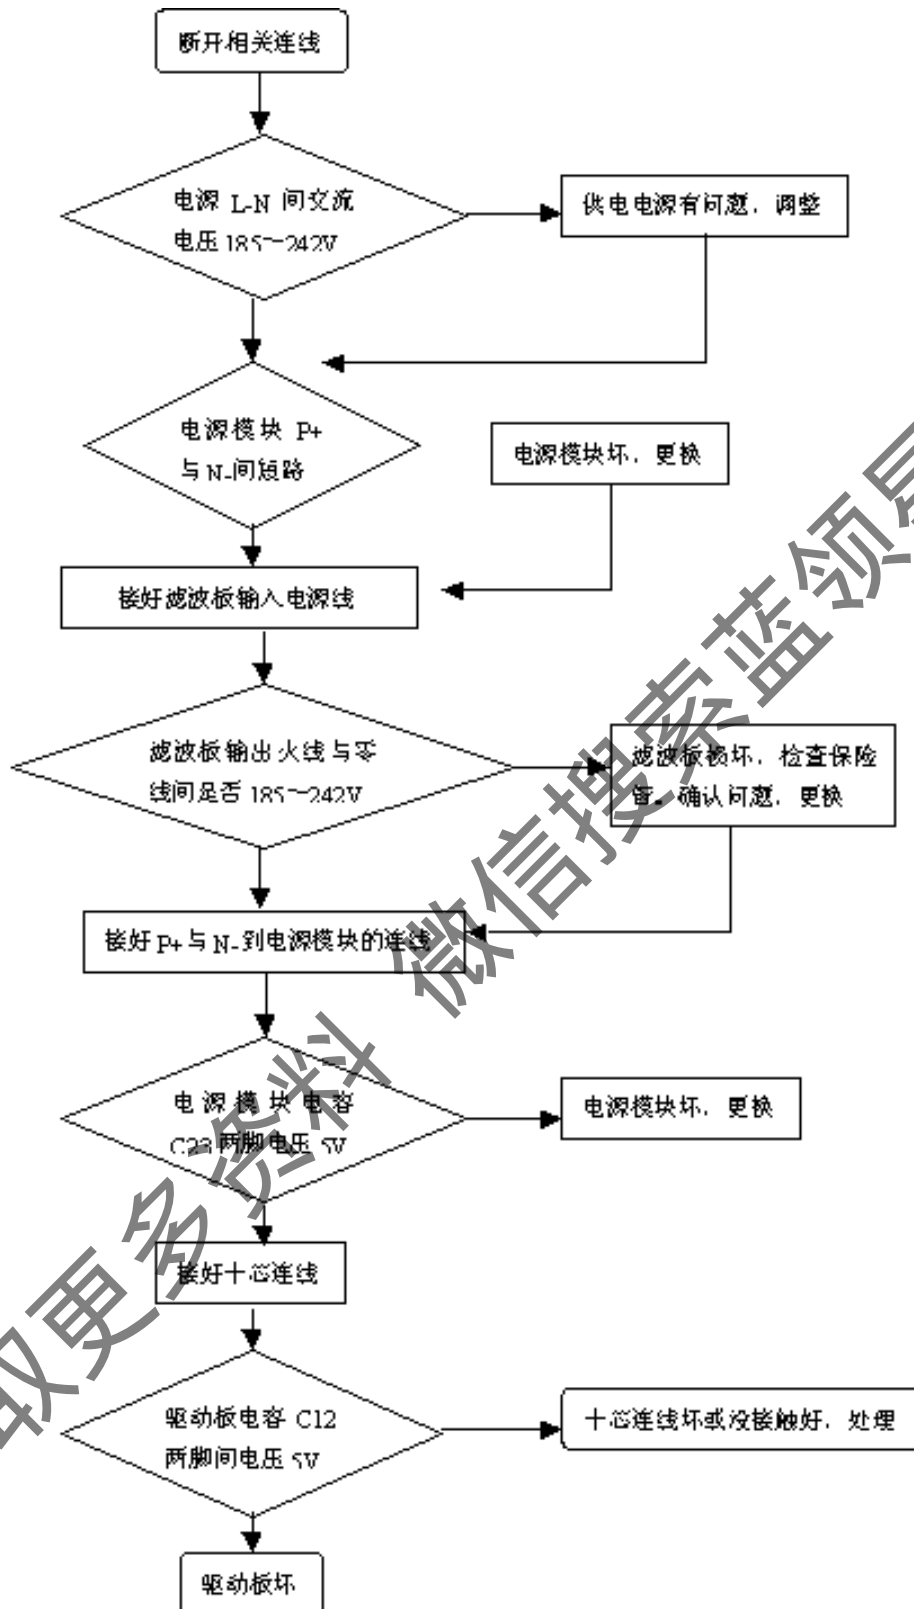 断开相关连线
电源 L-N 间交流
电压 185~242V
供电电源有问题．调整
电源模块 P+
与 N-间短路
电源模块坏．更换
接好滤波板输入电源线
滤波板输出火线与零
线间是否 185~242V
滤波板损坏．检查保险
管。确认问题．更换
接好 P+与 N-到电源模块的连线
电源模块电容
C23 两脚电压 5V
电源模块坏．更换
接好十芯连线
驱动板电容 C12
两脚间电压 5V
十芯连线坏或没接触好．处理
驱动板坏
取更多资料 微信搜索蓝领